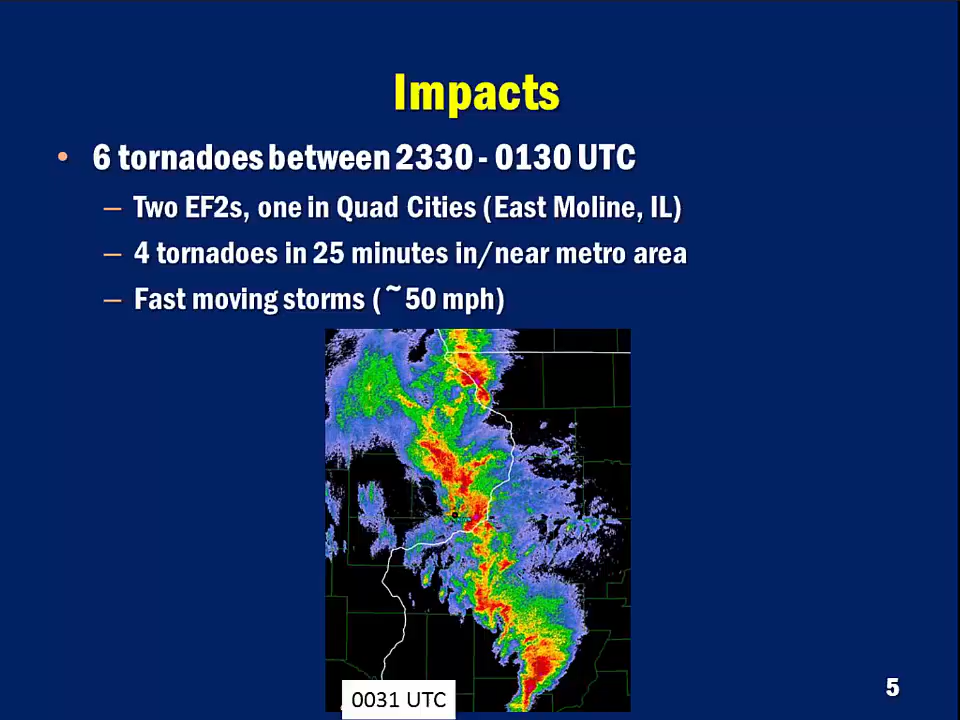 Impacts
• 6 tornadoes between 2330 - 0130 UTC
– Two EF2s, one in Quad Cities (East Moline, IL)
– 4 tornadoes in 25 minutes in/near metro area
– Fast moving storms (~50 mph)
0031 UTC
5